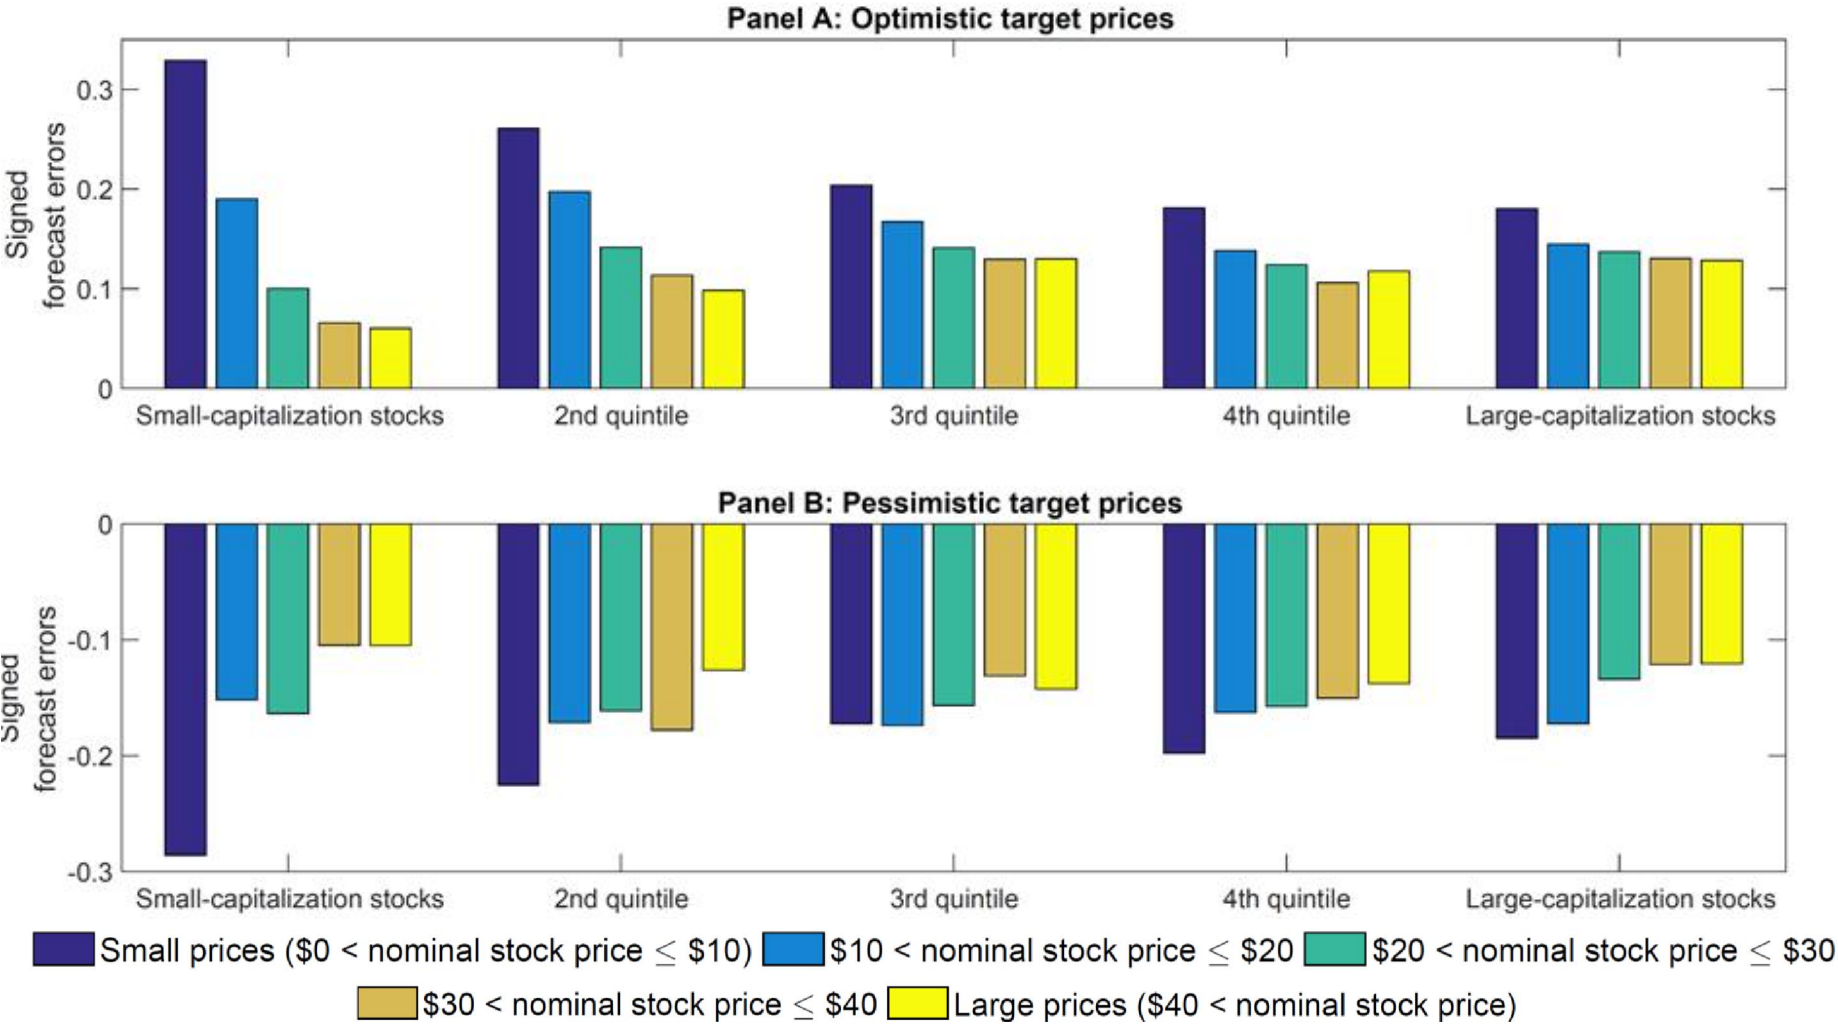 Panel A: Optimistic target prices
Signed
forecast errors
0.3
0.2
0.1
0
Small-capitalization stocks 2nd quintile 3rd quintile 4th quintile Large-capitalization stocks
Panel B: Pessimistic target prices
Signed
forecast errors
0
-0.1
-0.2
-0.3
Small-capitalization stocks 2nd quintile 3rd quintile 4th quintile Large-capitalization stocks
Small prices ($0 < nominal stock price ≤ $10) $10 < nominal stock price ≤ $20 $20 < nominal stock price ≤ $30
$30 < nominal stock price ≤ $40 Large prices ($40 < nominal stock price)